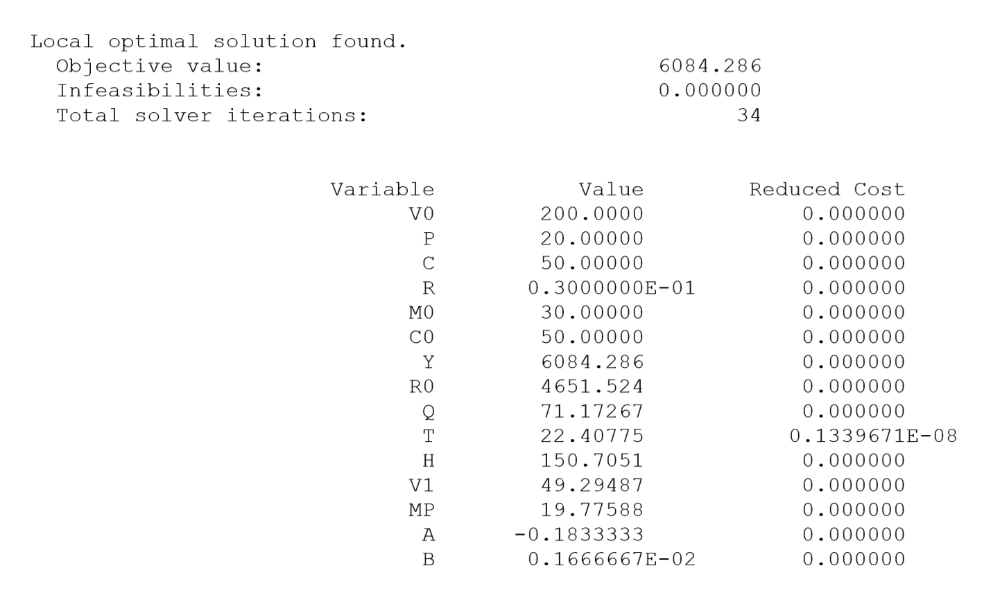 Local optimal solution found.
Objective value: 6084.286
Infeasibilities: 0.000000
Total solver iterations: 34
Variable Value Reduced Cost
V0 200.0000 0.000000
P 20.00000 0.000000
C 50.00000 0.000000
R 0.3000000E-01 0.000000
M0 30.00000 0.000000
C0 50.00000 0.000000
Y 6084.286 0.000000
R0 4651.524 0.000000
Q 71.17267 0.000000
T 22.40775 0.1339671E-08
H 150.7051 0.000000
V1 49.29487 0.000000
MP 19.77588 0.000000
A -0.1833333 0.000000
B 0.1666667E-02 0.000000